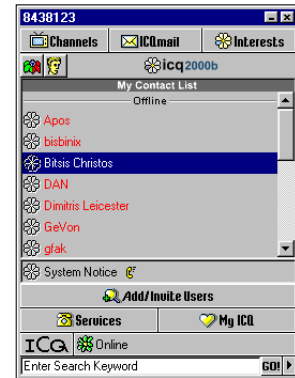 8438123
Channels ICQmail Interests
icq2000b
My Contact List
Offline
Apos
bisbinix
Bitsis Christos
DAN
Dimitris Leicester
GeVon
gfak
System Notice
Add/Invite Users
Services My ICQ
ICQ Online
Enter Search Keyword GO!